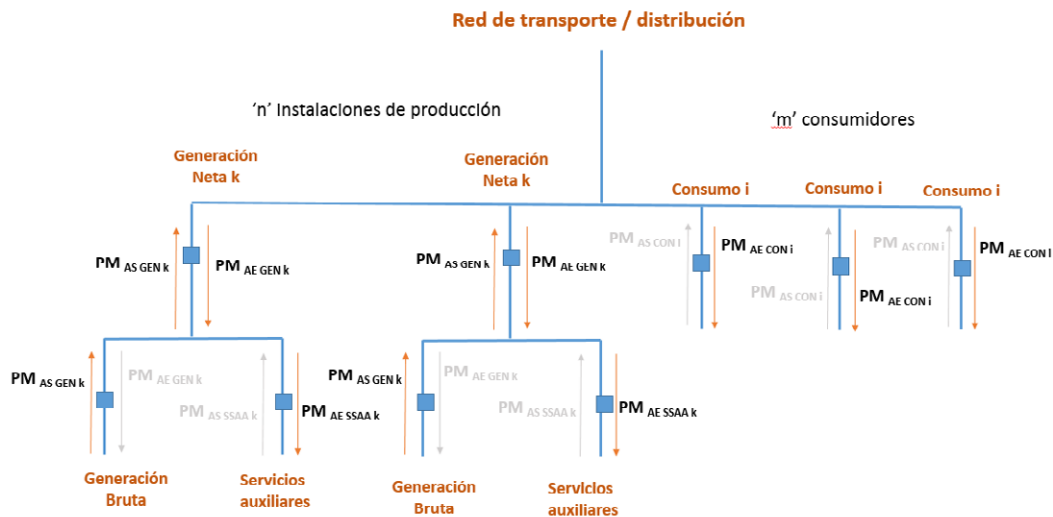 Red de transporte / distribución
'n' Instalaciones de producción
'm' consumidores
Generación
Neta k
Generación
Neta k
Consumo i
Consumo i
Consumo i
PM AS GEN k
PM AE GEN k
PM AS GEN k
PM AE GEN k
PM AS CON i
PM AE CON i
PM AS CON i
PM AE CON i
PM AS CON i
PM AE CON i
PM AS GEN k
PM AE GEN k
PM AS SSAA k
PM AE SSAA k
PM AS GEN k
PM AE GEN k
PM AS SSAA k
PM AE SSAA k
Generación
Bruta
Servicios
auxiliares
Generación
Bruta
Servicios
auxiliares